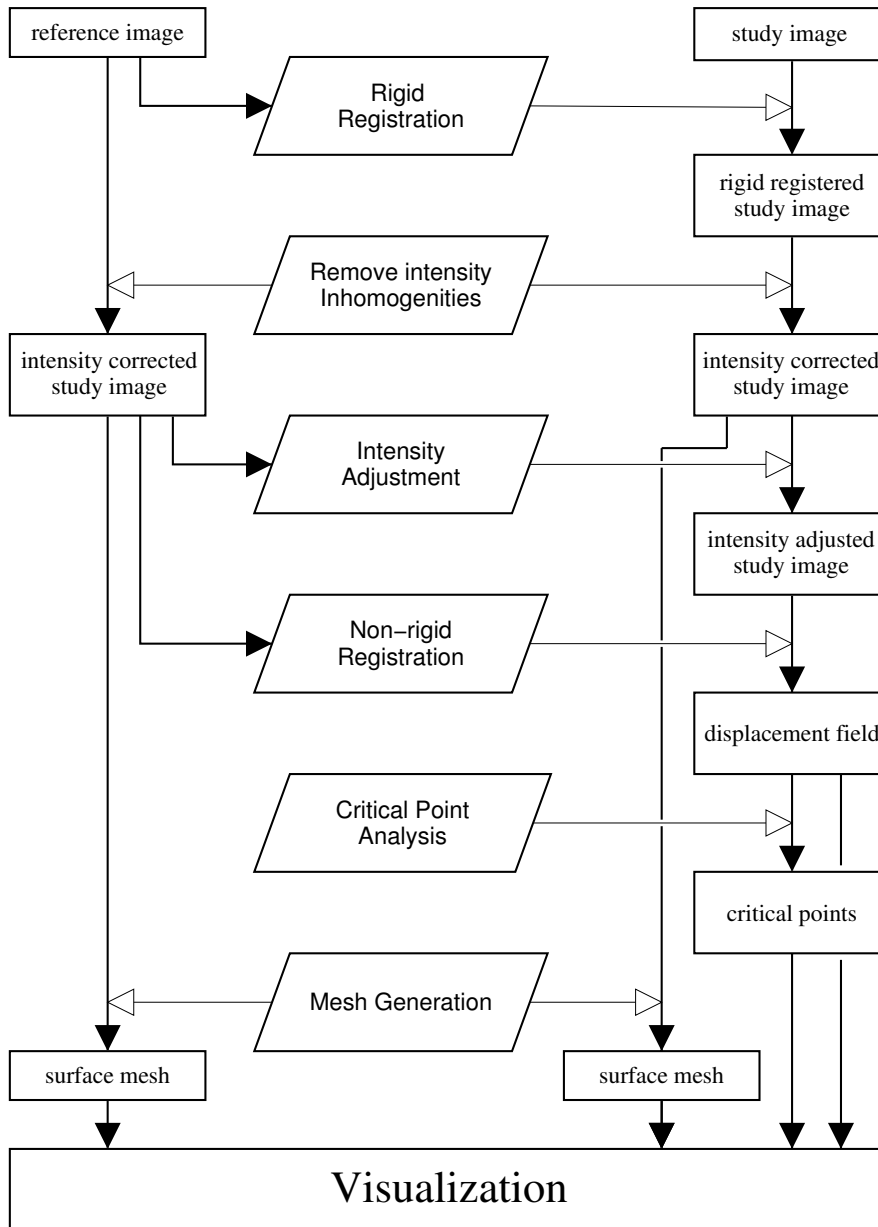 reference image
study image
Rigid
Registration
rigid registered
study image
Remove intensity
Inhomogenities
intensity corrected
study image
intensity corrected
study image
Intensity
Adjustment
intensity adjusted
study image
Non−rigid
Registration
displacement field
Critical Point
Analysis
critical points
Mesh Generation
surface mesh
surface mesh
Visualization